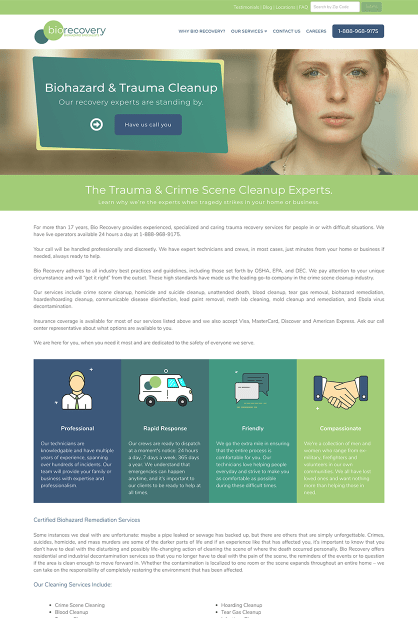 Testimonials | Blog | Locations | FAQ
Search by Zip Code
biorecovery
WHY BIO RECOVERY?
OUR SERVICES
CONTACT US
CAREERS
1-888-968-9175
Biohazard & Trauma Cleanup
Our recovery experts are standing by.
Have us call you
The Trauma & Crime Scene Cleanup Experts.
Learn why we're the experts when tragedy strikes in your home or business.
For more than 17 years, Bio Recovery provides experienced, specialized and caring trauma recovery services for people in or with difficult situations. We
have live operators available 24 hours a day at 1-888-968-9175.
Your call will be handled professionally and discreetly. We have expert technicians and crews, in most cases, just minutes from your home or business if
needed, always ready to help.
Bio Recovery adheres to all industry best practices and guidelines, including those set forth by OSHA, EPA, and DEC. We pay attention to your unique
circumstance and will "get it right" from the outset. These high standards have made us the leading go-to company in the crime scene cleanup industry.
Our services include crime scene cleanup, homicide and suicide cleanup, unattended death, blood cleanup, tear gas removal, biohazard remediation,
hoarder/hoarding cleanup, communicable disease disinfection, lead paint removal, meth lab cleaning, mold cleanup and remediation, and Ebola virus
decontamination.
Insurance coverage is available for most of our services listed above and we also accept Visa, MasterCard, Discover and American Express. Ask our call
center representative about what options are available to you.
We are here for you, when you need it most and are dedicated to the safety of everyone we serve.
Professional
Our technicians are
knowledgable and have multiple
years of experience, spanning
over hundreds of incidents. Our
team will provide your family or
business with expertise and
professionalism.
Rapid Response
Our crews are ready to dispatch
at a moment's notice, 24 hours
a day, 7 days a week, 365 days
a year. We understand that
emergencies can happen
anytime, and it's important to
our clients to be ready to help at
all times.
Friendly
We go the extra mile in ensuring
that the entire process is
comfortable for you. Our
technicians love helping people
everyday and strive to make you
as comfortable as possible
during these difficult times.
Compassionate
We're a collection of men and
women who range from ex-
military, firefighters and
volunteers in our own
communities. We all have lost
loved ones and want nothing
more than helping those in
need.
Certified Biohazard Remediation Services
Some instances we deal with are unfortunate; maybe a pipe leaked or sewage has backed up, but there are others that are simply unforgettable. Crimes,
suicides, homicide, and mass murders are some of the darker parts of life and if an experience like that has affected you, it's important to know that you
don't have to deal with the disturbing and possibly life-changing action of cleaning the scene of where the death occurred personally. Bio Recovery offers
residential and industrial decontamination services so that you no longer have to deal with the pain of the scene, the reminders of the events or to question
if the area is clean enough to move forward in. Whether the contamination is localized to one room or the scene expands throughout an entire home – we
can take on the responsibility of completely restoring the environment that has been affected.
Our Cleaning Services Include:
• Crime Scene Cleaning
• Blood Cleanup
• Hoarding Cleanup
• Tear Gas Cleanup